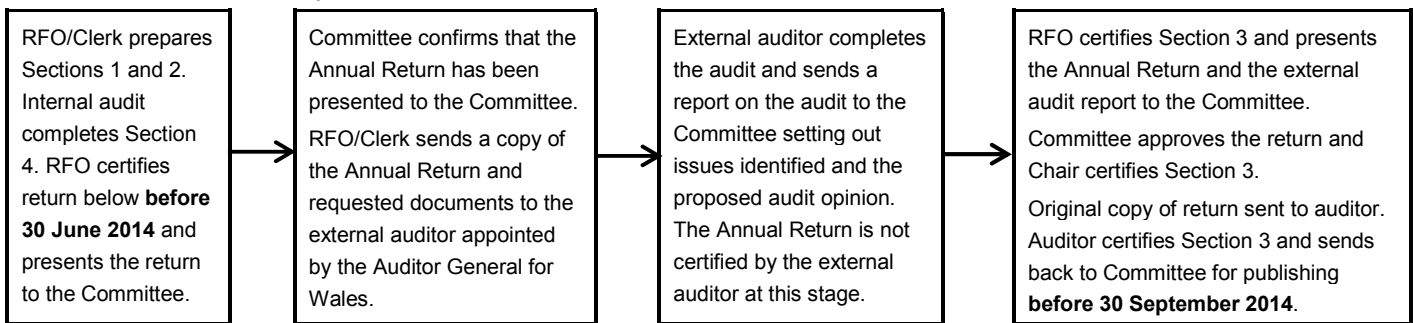 RFO/Clerk prepares
Sections 1 and 2.
Internal audit
completes Section
4. RFO certifies
return below before
30 June 2014 and
presents the return
to the Committee.
Committee confirms that the
Annual Return has been
presented to the Committee.
RFO/Clerk sends a copy of
the Annual Return and
requested documents to the
external auditor appointed
by the Auditor General for
Wales.
External auditor completes
the audit and sends a
report on the audit to the
Committee setting out
issues identified and the
proposed audit opinion.
The Annual Return is not
certified by the external
auditor at this stage.
RFO certifies Section 3 and presents
the Annual Return and the external
audit report to the Committee.
Committee approves the return and
Chair certifies Section 3.
Original copy of return sent to auditor.
Auditor certifies Section 3 and sends
back to Committee for publishing
before 30 September 2014.